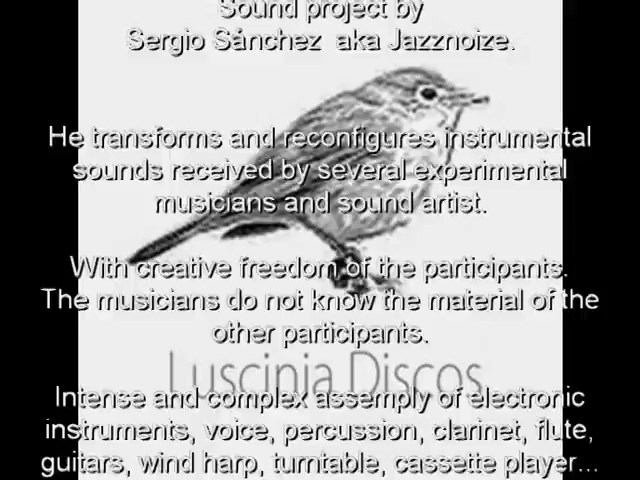 Sound project by
Sergio Sánchez aka Jazznoize.
He transforms and reconfigures instrumental
sounds received by several experimental
musicians and sound artist.
With creative freedom of the participants.
The musicians do not know the material of the
other participants.
Luscinia Discos
Intense and complex assemply of electronic
instruments, voice, percussion, clarinet, flute,
guitars, wind harp, turntable, cassette player...